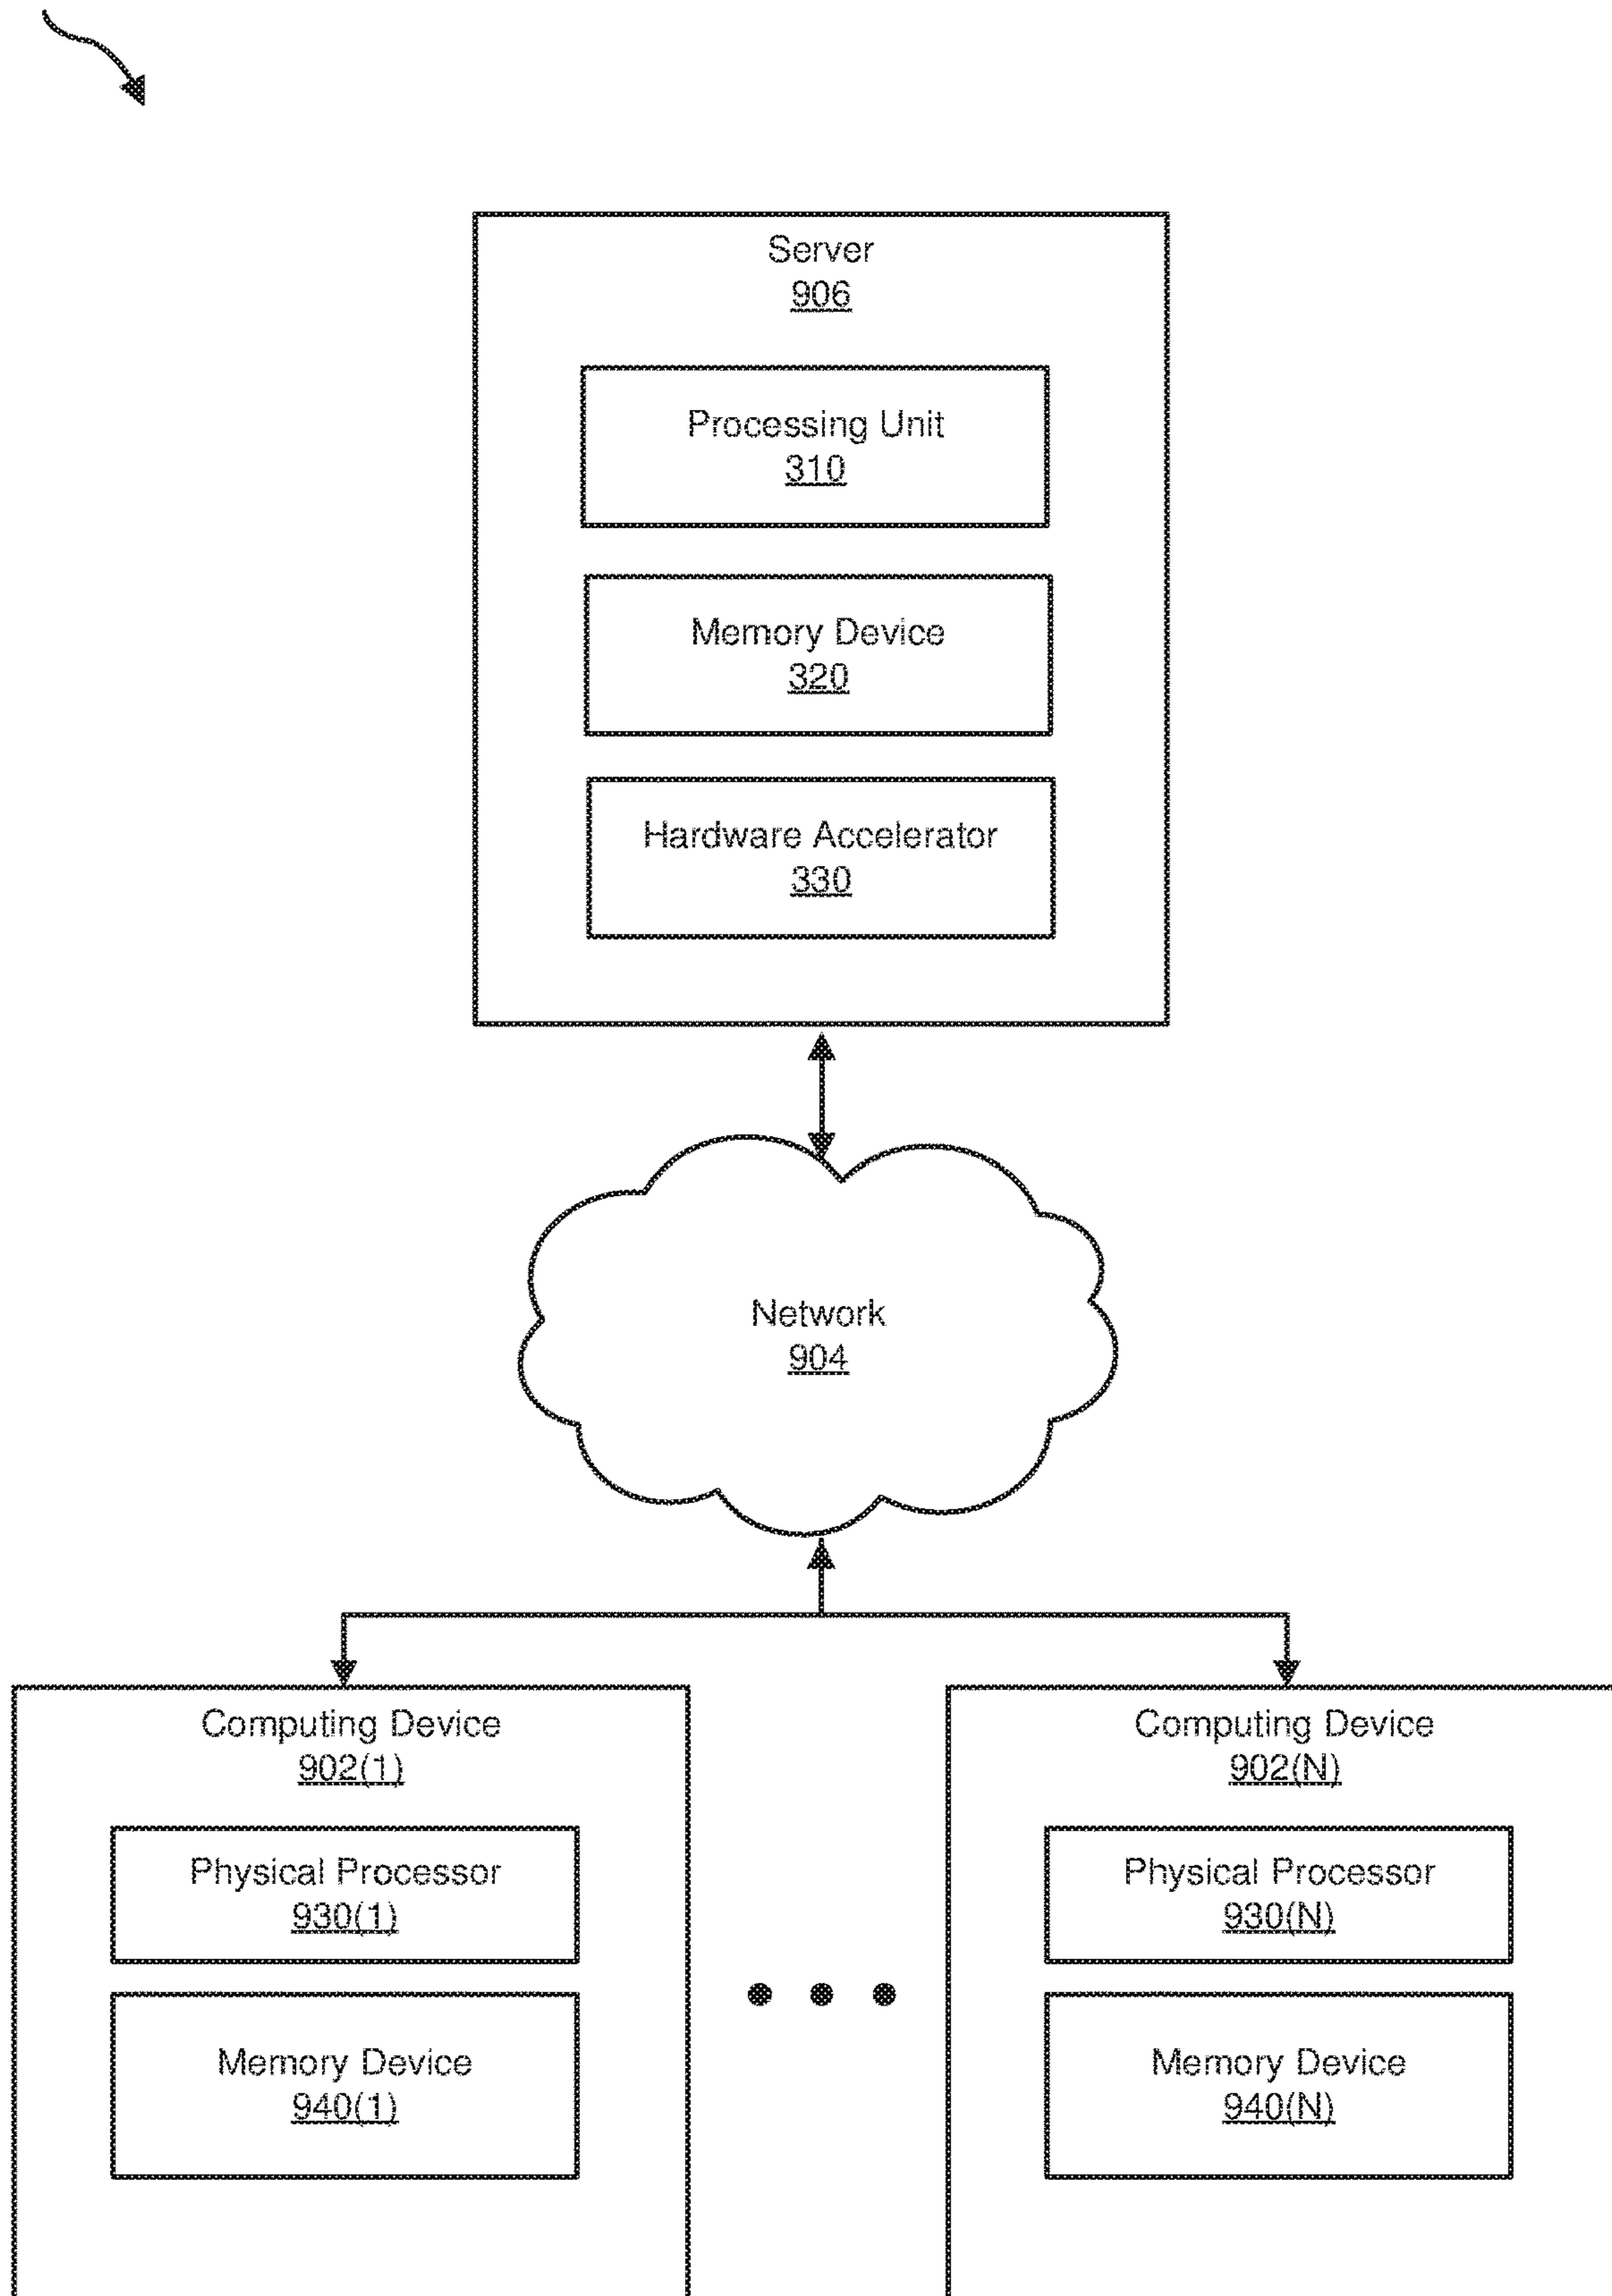 Server
906
Processing Unit
310
Memory Device
320
Hardware Accelerator
330
Network
904
Computing Device
902(1)
Physical Processor
930(1)
Memory Device
940(1)
Computing Device
902(N)
Physical Processor
930(N)
Memory Device
940(N)